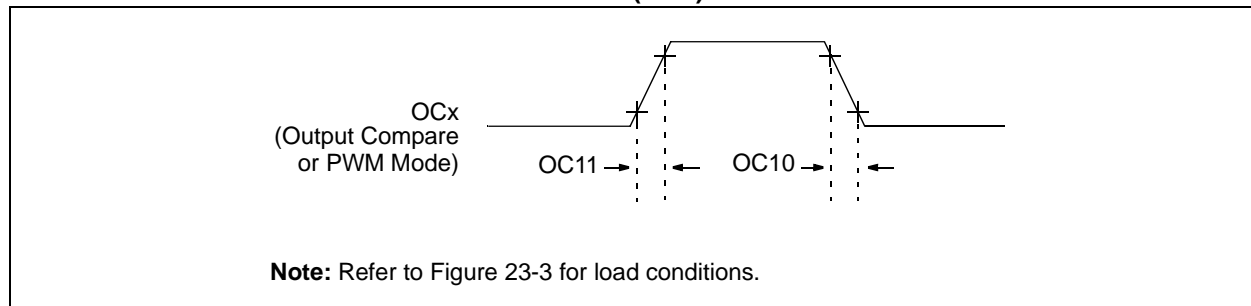 OCx
(Output Compare
or PWM Mode)
OC11
OC10
Note: Refer to Figure 23-3 for load conditions.